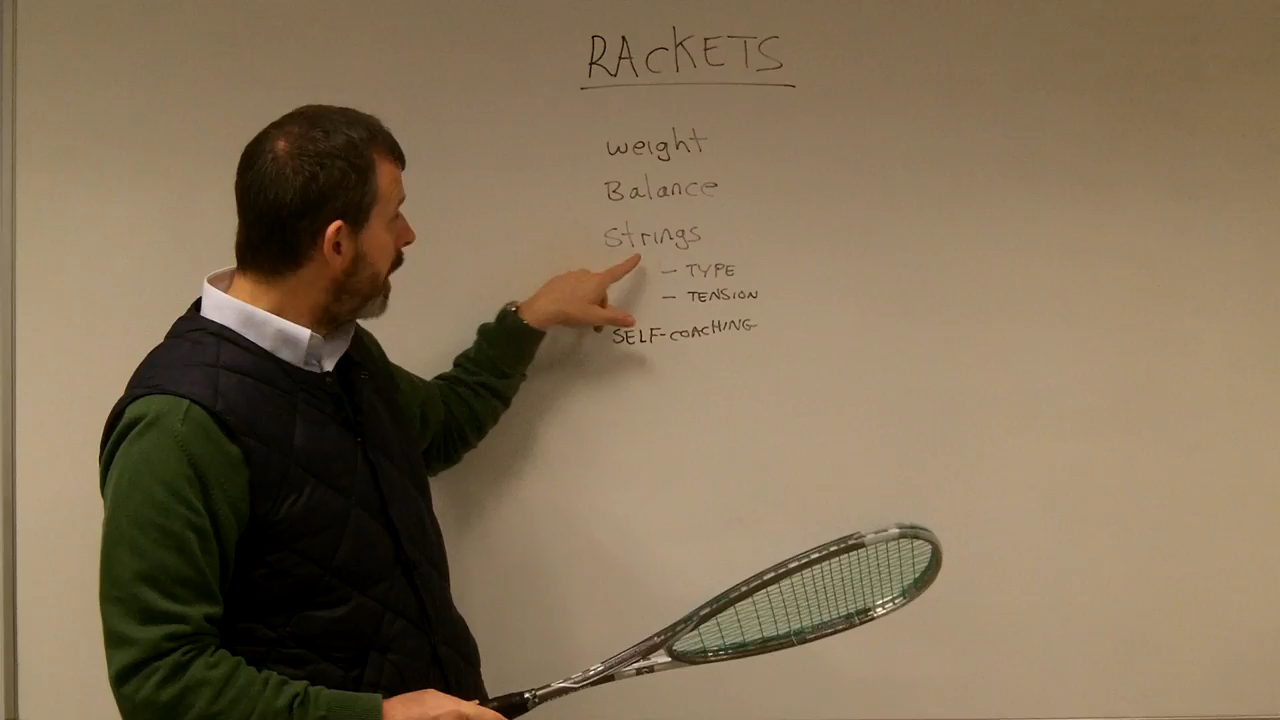 RACKETS
weight
Balance
Strings
- TYPE
- TENSION
SELF-COACHING